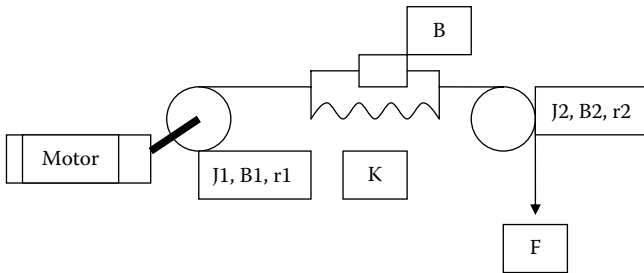 B
J2, B2, r2
Motor
J1, B1, r1
K
F